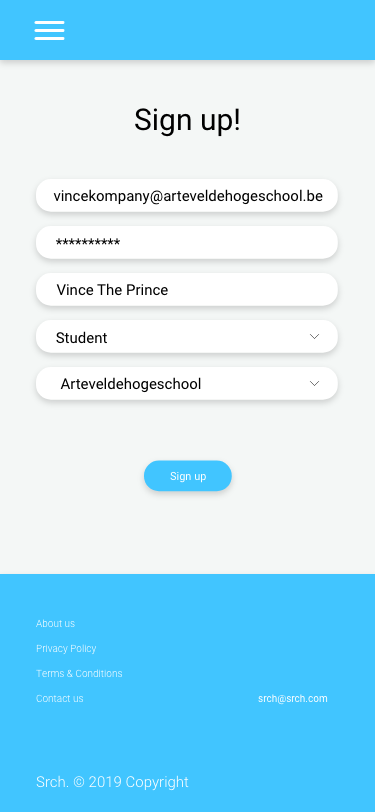 Sign up!
vincekompany@arteveldehogeschool.be
**********
Vince The Prince
Student
Arteveldehogeschool
Sign up
About us
Privacy Policy
Terms & Conditions
Contact us
srch@srch.com
Srch. © 2019 Copyright